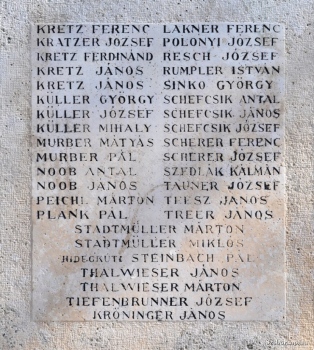 KRETZ FERENC LAKNER FERENC
KRATZER JÓZSEF POLONYI JÓZSEF
KRETZ FERDINÁND RESCH JÓZSEF
KRETZ JÁNOS RUMPLER ISTVAN
KRETZ JÁNOS SINKO GYÖRGY
KÜLLER GYÖRGY SCHEFCSIK ANTAL
KÜLLER JÓZSEF SCHEFCSIK JÁNOS
KÜLLER MIHALY SCHEFCSIK JÓZSEF
MURBER MÁTYÁS SCHERER FERENC
MURBER PÁL SCHERER JÓZSEF
NOOB ANTAL SZEDLÁK KÁLMÁN
NOOB JÁNOS TAUNER JÓZSEF
PEICHL MÁRTON TEESZ JÁNOS
PLANK PÁL TREER JÁNOS
STADTMÜLLER MÁRTON
STADTMÜLLER MIKLÓS
HIDEGKÚTI STEINBACH PÁL
THALWIESER JÁNOS
THALWIESER MÁRTON
TIEFENBRUNNER JÓZSEF
KRÖNINGER JÁNOS